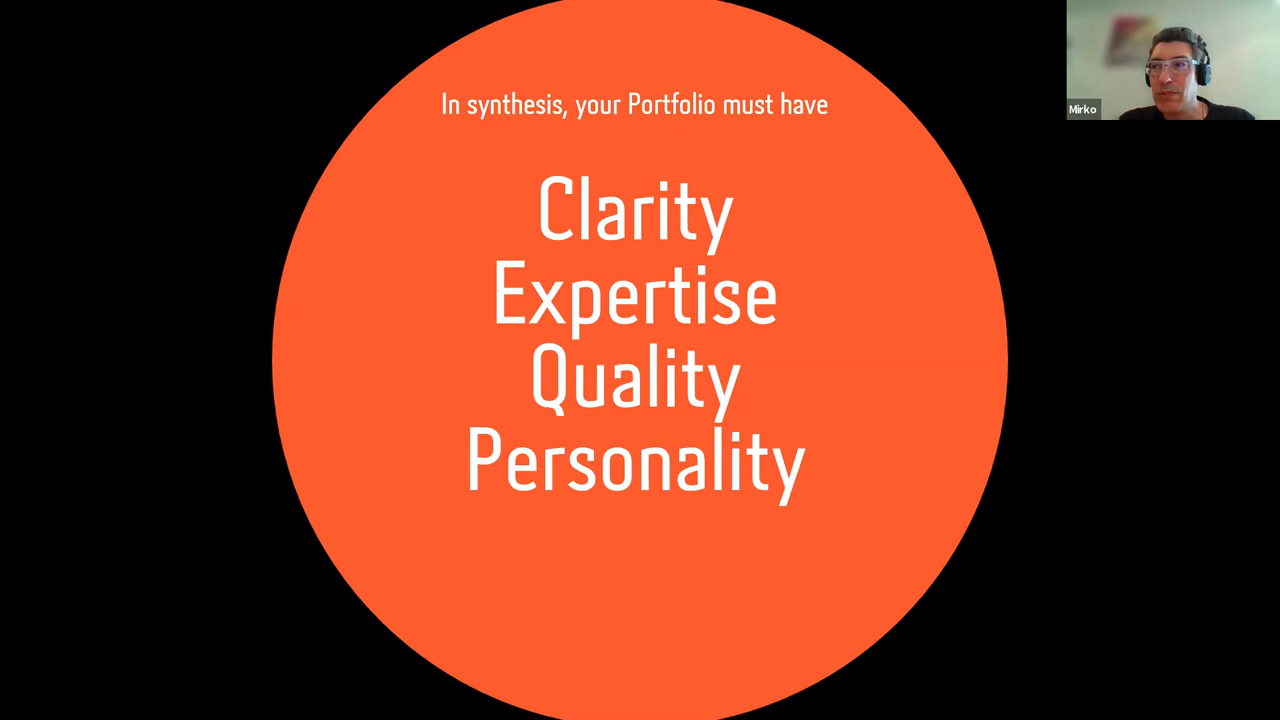 In synthesis, your Portfolio must have
Clarity
Expertise
Quality
Personality
Mirko